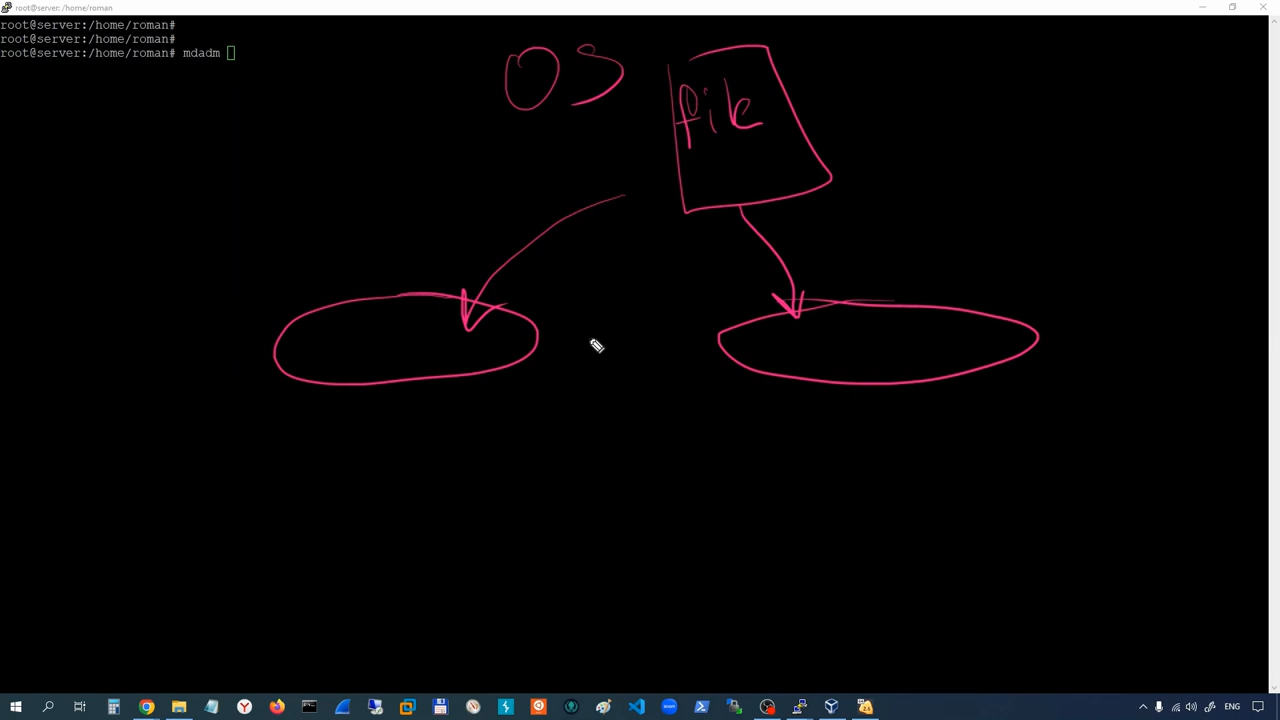 root@server: /home/roman
root@server:/home/roman#
root@server:/home/roman#
root@server:/home/roman# mdadm
OS
file
ENG